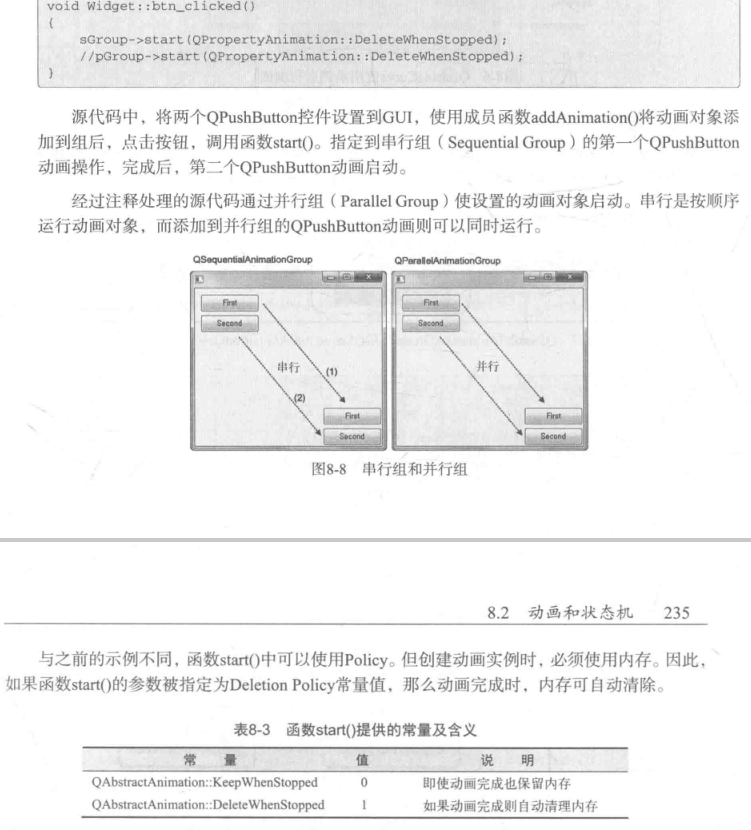 void Widget::btn_clicked()
{
    sGroup->start(QPropertyAnimation::DeleteWhenStopped);
    //pGroup->start(QPropertyAnimation::DeleteWhenStopped);
}
源代码中，将两个QPushButton控件设置到GUI，使用成员函数addAnimation()将动画对象添
加到组后，点击按钮，调用函数start()。指定到串行组（Sequential Group）的第一个QPushButton
动画操作，完成后，第二个QPushButton动画启动。
经过注释处理的源代码通过并行组（Parallel Group）使设置的动画对象启动。串行是按顺序
运行动画对象，而添加到并行组的QPushButton动画则可以同时运行。
QSequentialAnimationGroup
First
Second
串行
(1)
(2)
First
Second
QParallelAnimationGroup
First
Second
并行
First
Second
图8-8 串行组和并行组
8.2 动画和状态机 235
与之前的示例不同，函数start()中可以使用Policy。但创建动画实例时，必须使用内存。因此，
如果函数start()的参数被指定为Deletion Policy常量值，那么动画完成时，内存可自动清除。
表8-3 函数start()提供的常量及含义
常 量 值 说 明
QAbstractAnimation::KeepWhenStopped 0 即使动画完成也保留内存
QAbstractAnimation::DeleteWhenStopped 1 如果动画完成则自动清理内存